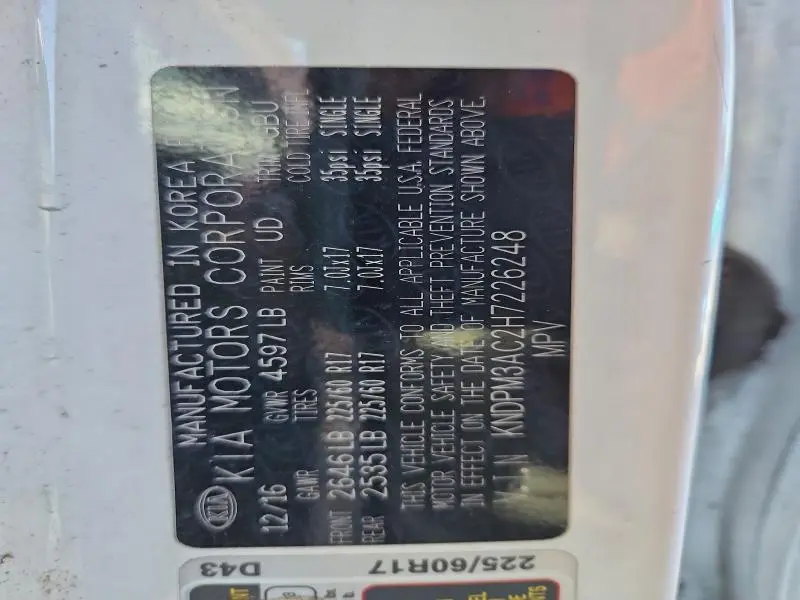 MANUFACTURED IN KOREA
KIA MOTORS CORPORA
KIA
12/16 GVWR 4597 LB PAINT UD TRIM GBU
GAWR TIRES RIMS COLD TIRE INFL
FRONT 2646 LB 225/60 R17 7.0Jx17 35psi SINGLE
REAR 2535 LB 225/60 R17 7.0Jx17 35psi SINGLE
THIS VEHICLE CONFORMS TO ALL APPLICABLE U.S.A. FEDERAL
MOTOR VEHICLE SAFETY AND THEFT PREVENTION STANDARDS
IN EFFECT ON THE DATE OF MANUFACTURE SHOWN ABOVE.
V.I.N KNDPM3AC2H7226248
MPV
225/60R17
D43